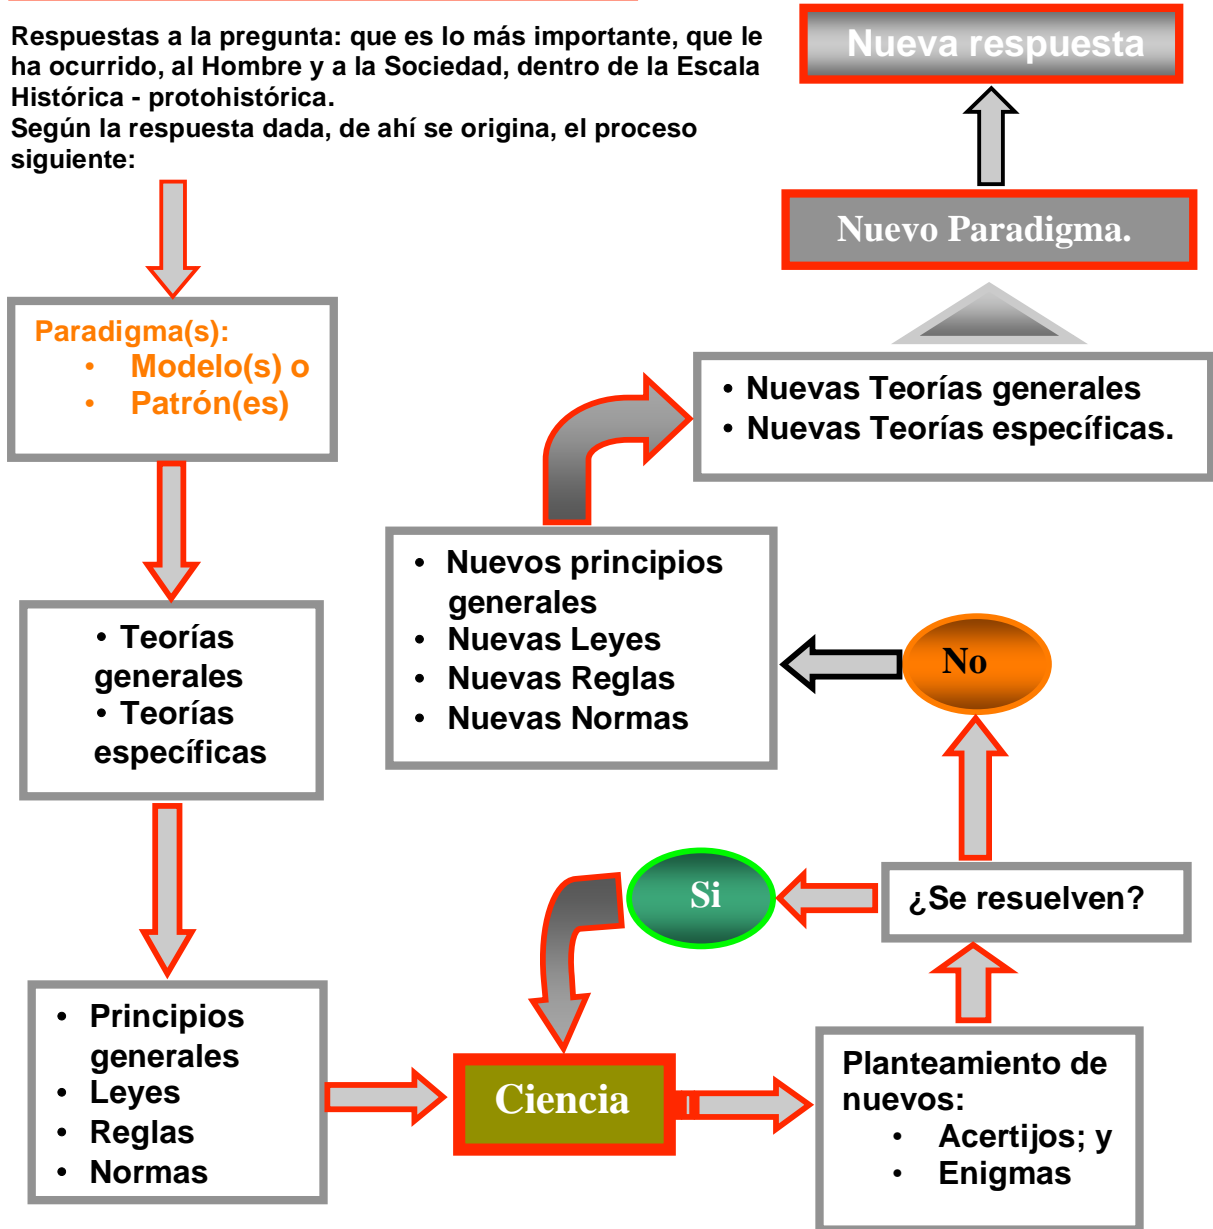 Respuestas a la pregunta: que es lo más importante, que le
ha ocurrido, al Hombre y a la Sociedad, dentro de la Escala
Histórica - protohistórica.
Según la respuesta dada, de ahí se origina, el proceso
siguiente:
Paradigma(s):
• Modelo(s) o
• Patrón(es)
• Teorías
generales
• Teorías
específicas
• Principios
generales
• Leyes
• Reglas
• Normas
Ciencia
Planteamiento de
nuevos:
• Acertijos; y
• Enigmas
¿Se resuelven?
Si
No
• Nuevos principios
generales
• Nuevas Leyes
• Nuevas Reglas
• Nuevas Normas
• Nuevas Teorías generales
• Nuevas Teorías específicas.
Nuevo Paradigma.
Nueva respuesta